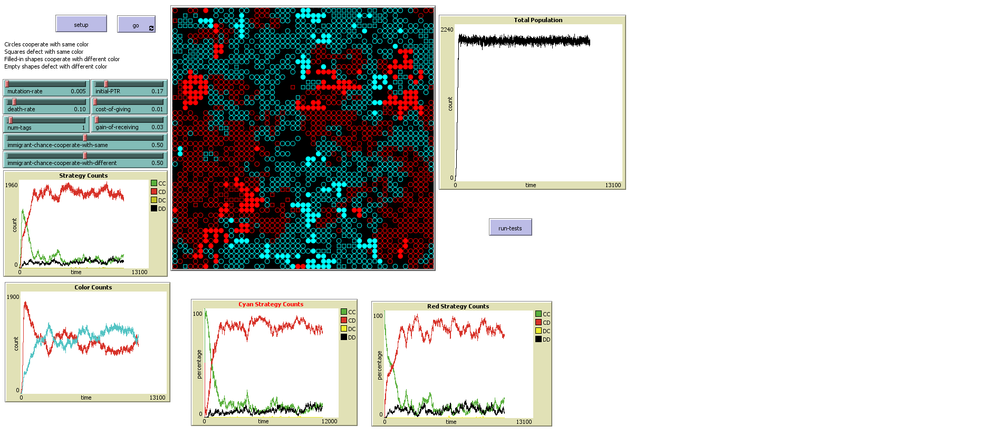 setup
go
Circles cooperate with same color
Squares defect with same color
Filled-in shapes cooperate with different color
Empty shapes defect with different color
mutation-rate 0.005
initial-PTR 0.17
death-rate 0.10
cost-of-giving 0.01
num-tags 1
gain-of-receiving 0.03
immigrant-chance-cooperate-with-same 0.50
immigrant-chance-cooperate-with-different 0.50
Strategy Counts
1960
count
0
0
time
13100
CC
CD
DC
DD
Total Population
2240
count
0
0
time
13100
run-tests
Color Counts
1900
count
0
0
time
13100
Cyan Strategy Counts
100
percentage
0
0
time
12000
CC
CD
DC
DD
Red Strategy Counts
100
percentage
0
0
time
13100
CC
CD
DC
DD